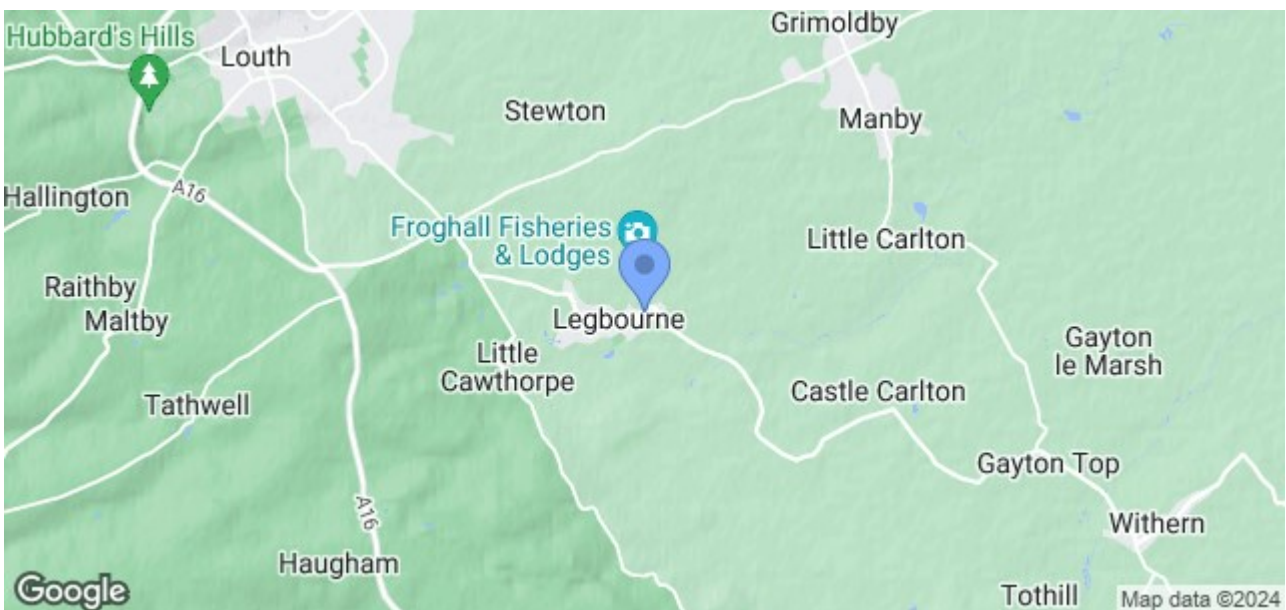 Grimoldby
Hubbard's Hills
Louth
Stewton
Manby
A16
Hallington
Froghall Fisheries
& Lodges
Little Carlton
Raithby
Maltby
Legbourne
Gayton
le Marsh
Little
Cawthorpe
Castle Carlton
Tathwell
Gayton Top
A16
Withern
Haugham
Tothill
Google
Map data ©2024